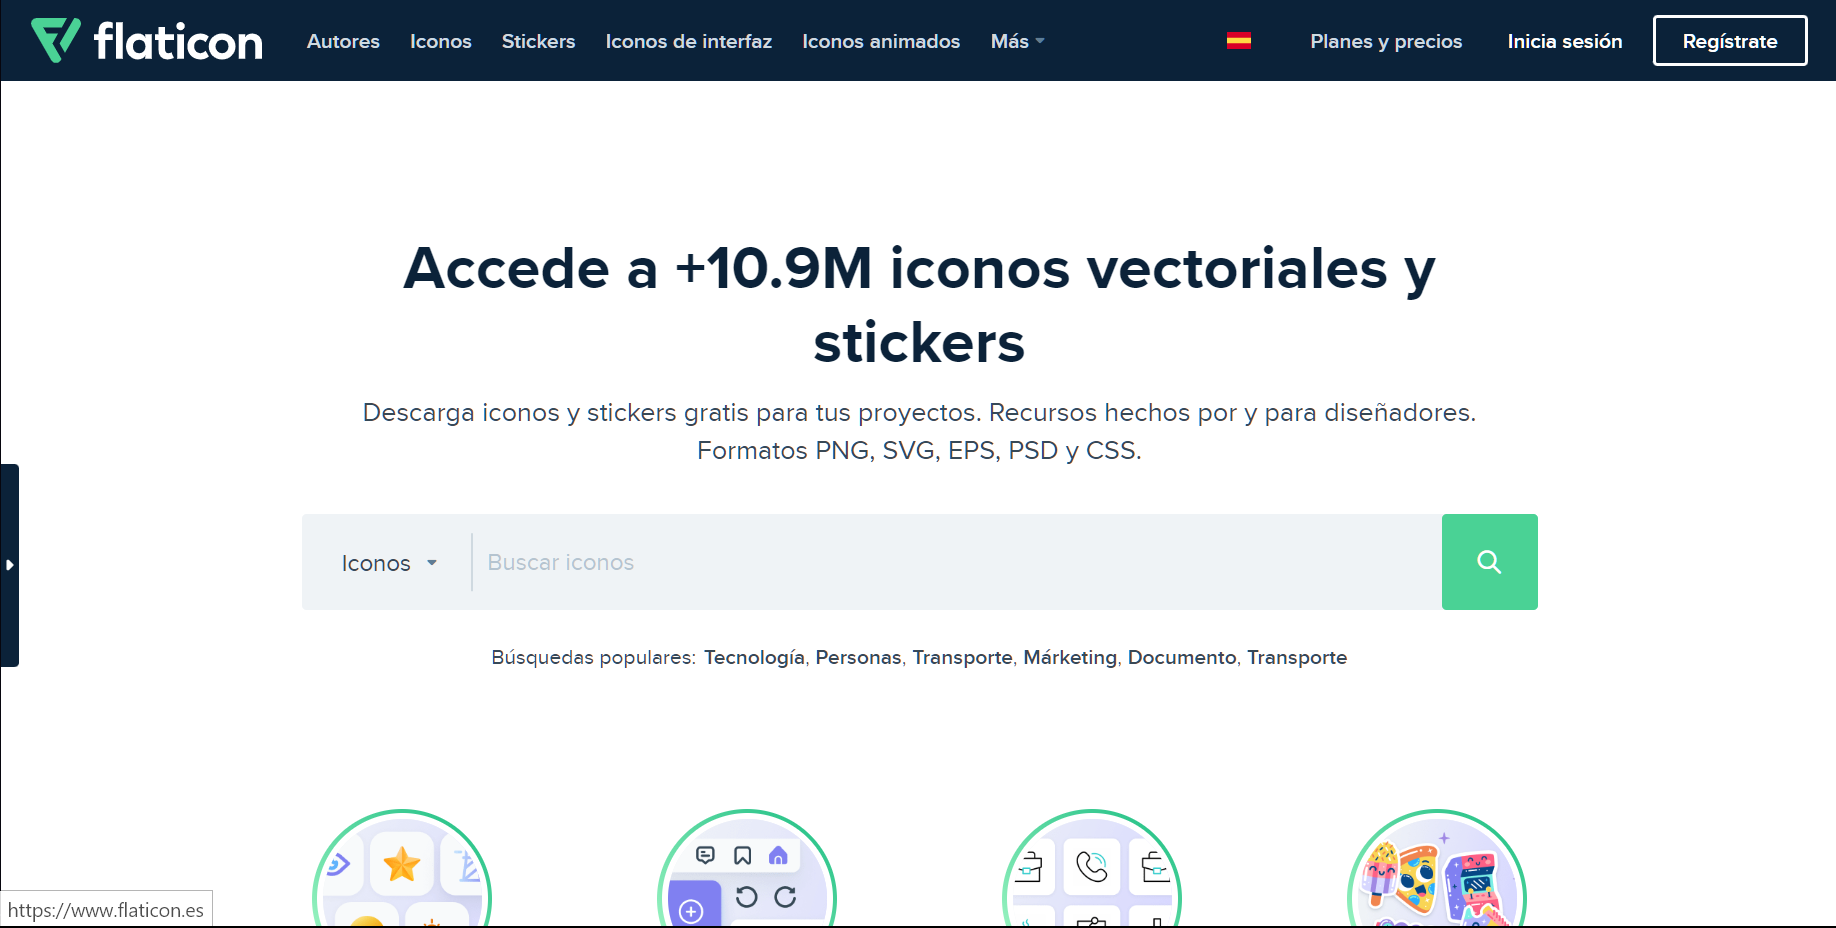 flaticon Autores Iconos Stickers Iconos de interfaz Iconos animados Más Planes y precios Inicia sesión Regístrate
Accede a +10.9M iconos vectoriales y
stickers
Descarga iconos y stickers gratis para tus proyectos. Recursos hechos por y para diseñadores.
Formatos PNG, SVG, EPS, PSD y CSS.
Iconos Buscar iconos
Búsquedas populares: Tecnología, Personas, Transporte, Márketing, Documento, Transporte
https://www.flaticon.es